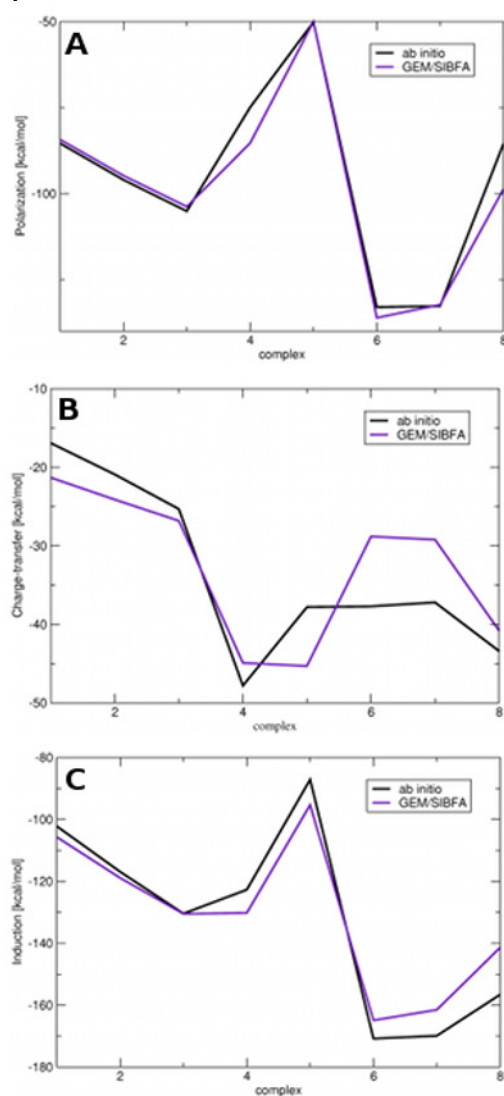 A
-50
ab initio
GEM/SIBFA
Polarization [kcal/mol]
-100
2 4 6 8
complex
B
-10
ab initio
GEM/SIBFA
-20
Charge-transfer [kcal/mol]
-30
-40
-50
2 4 6 8
complex
C
-80
ab initio
GEM/SIBFA
-100
Induction [kcal/mol]
-120
-140
-160
-180
2 4 6 8
complex